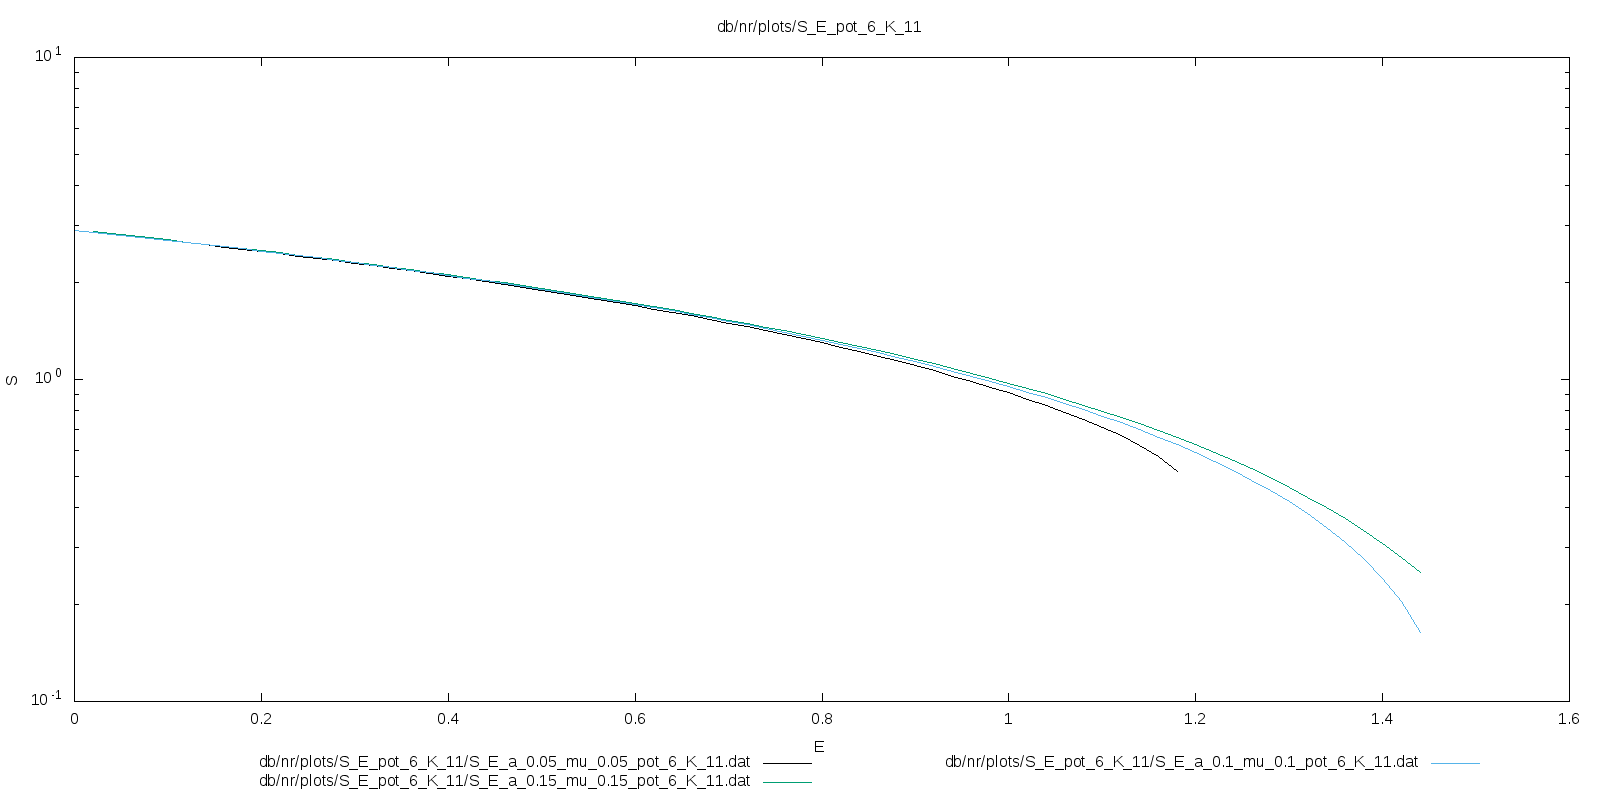 db/nr/plots/S_E_pot_6_K_11
10^1
10^0
10^-1
S
0 0.2 0.4 0.6 0.8 1 1.2 1.4 1.6
E
db/nr/plots/S_E_pot_6_K_11/S_E_a_0.05_mu_0.05_pot_6_K_11.dat db/nr/plots/S_E_pot_6_K_11/S_E_a_0.1_mu_0.1_pot_6_K_11.dat
db/nr/plots/S_E_pot_6_K_11/S_E_a_0.15_mu_0.15_pot_6_K_11.dat